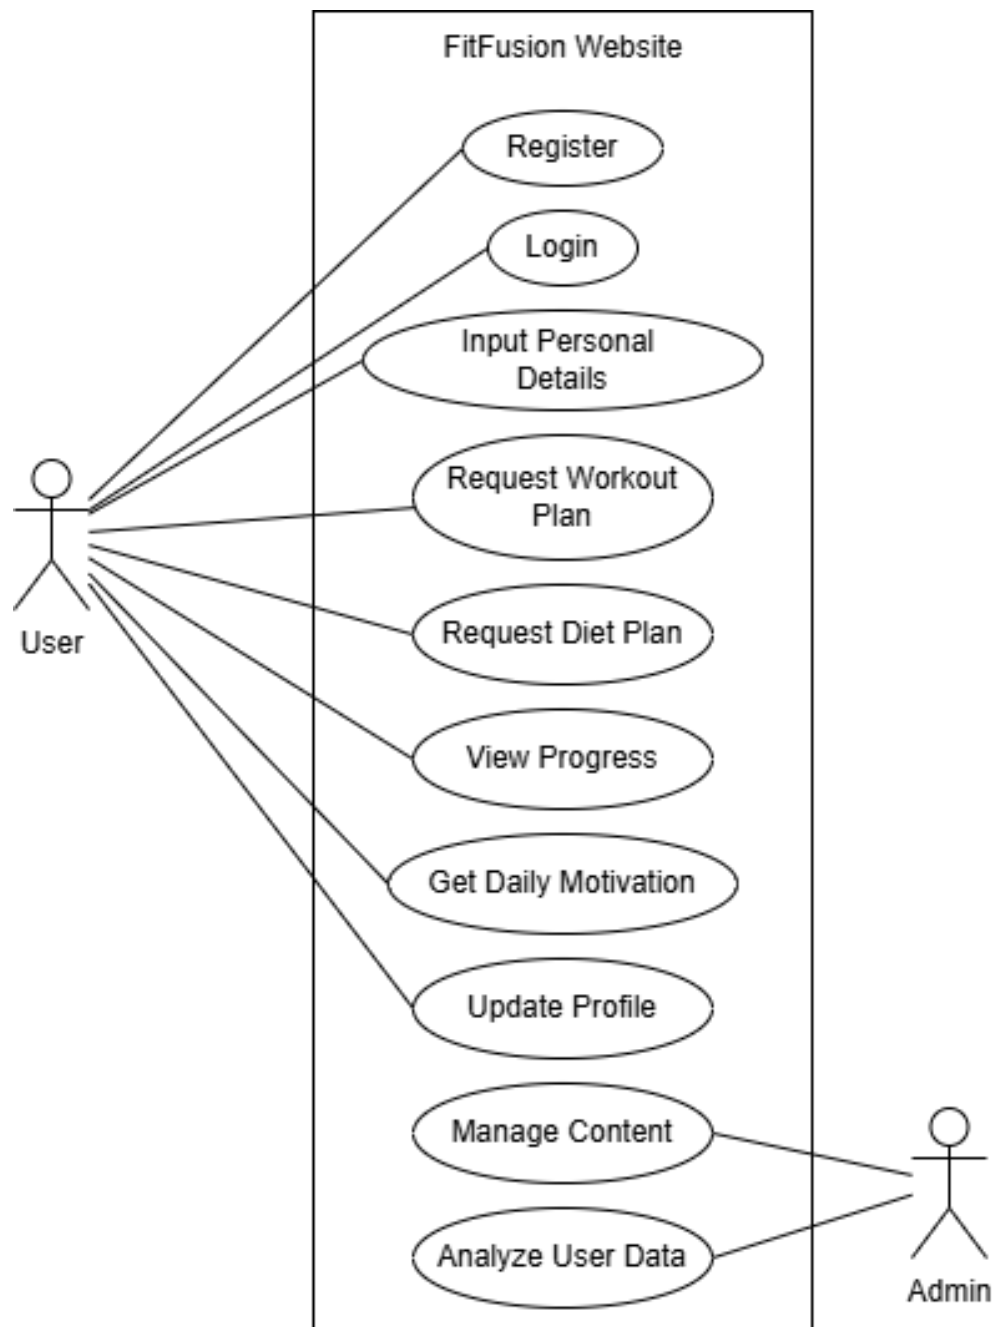 FitFusion Website
Register
Login
Input Personal
Details
Request Workout
Plan
User
Request Diet Plan
View Progress
Get Daily Motivation
Update Profile
Manage Content
Analyze User Data
Admin